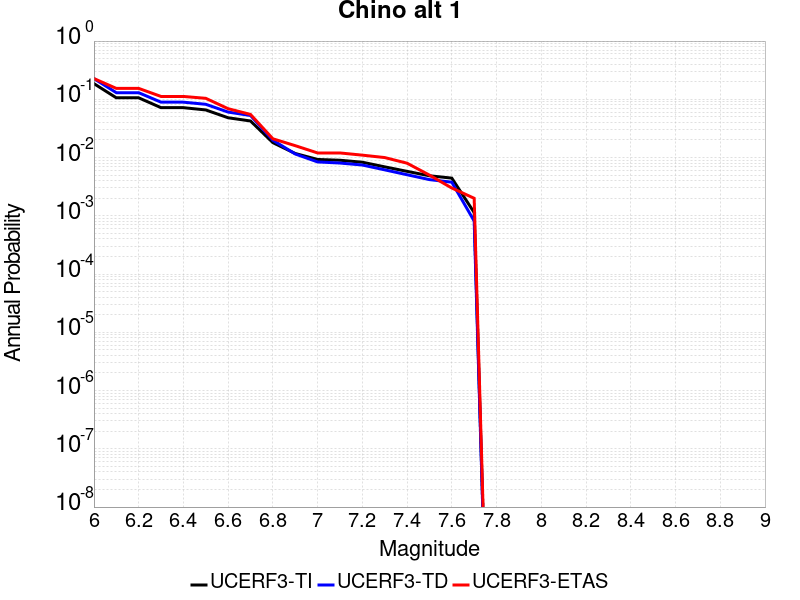 Chino alt 1
Annual Probability
10^0
10^-1
10^-2
10^-3
10^-4
10^-5
10^-6
10^-7
10^-8
6 6.2 6.4 6.6 6.8 7 7.2 7.4 7.6 7.8 8 8.2 8.4 8.6 8.8 9
Magnitude
UCERF3-TI UCERF3-TD UCERF3-ETAS